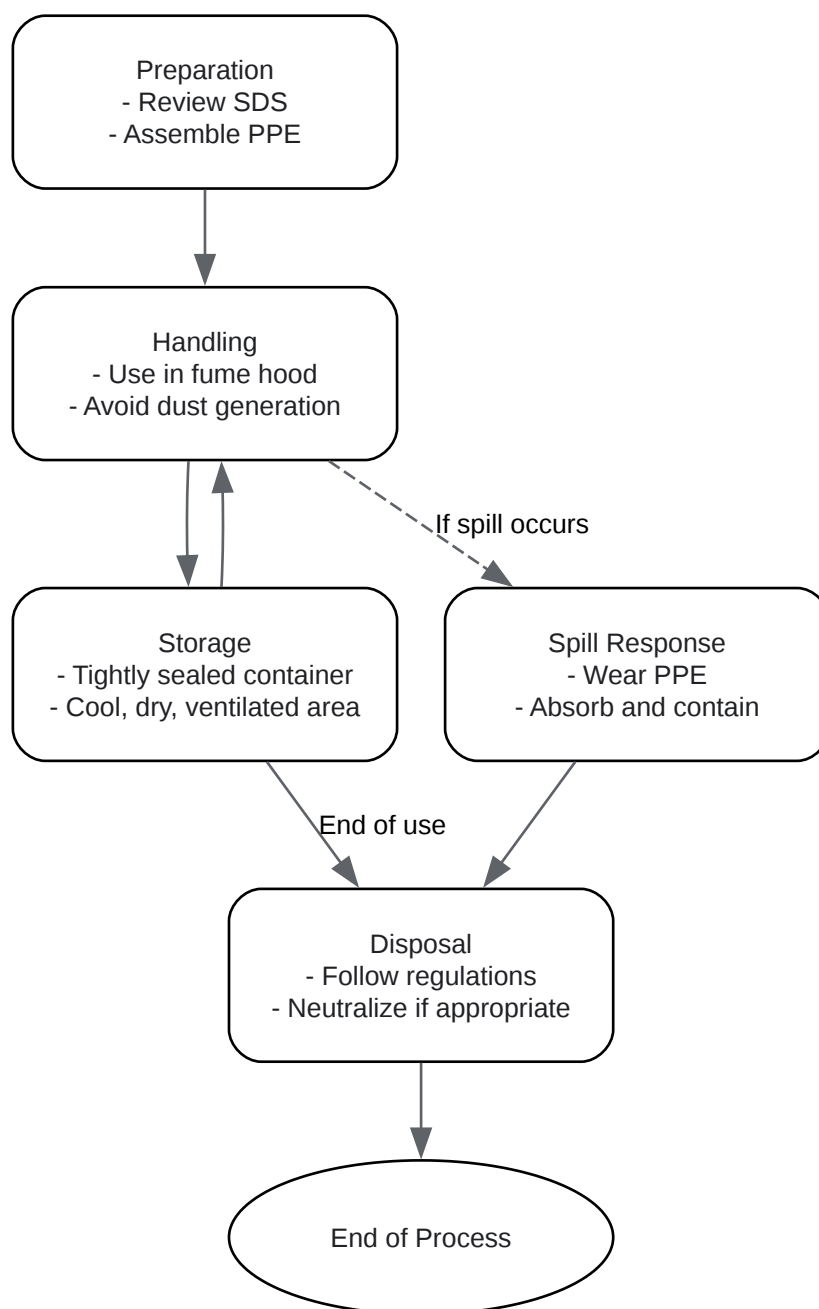 Preparation
- Review SDS
- Assemble PPE
Handling
- Use in fume hood
- Avoid dust generation
If spill occurs
Storage
- Tightly sealed container
- Cool, dry, ventilated area
Spill Response
- Wear PPE
- Absorb and contain
End of use
Disposal
- Follow regulations
- Neutralize if appropriate
End of Process